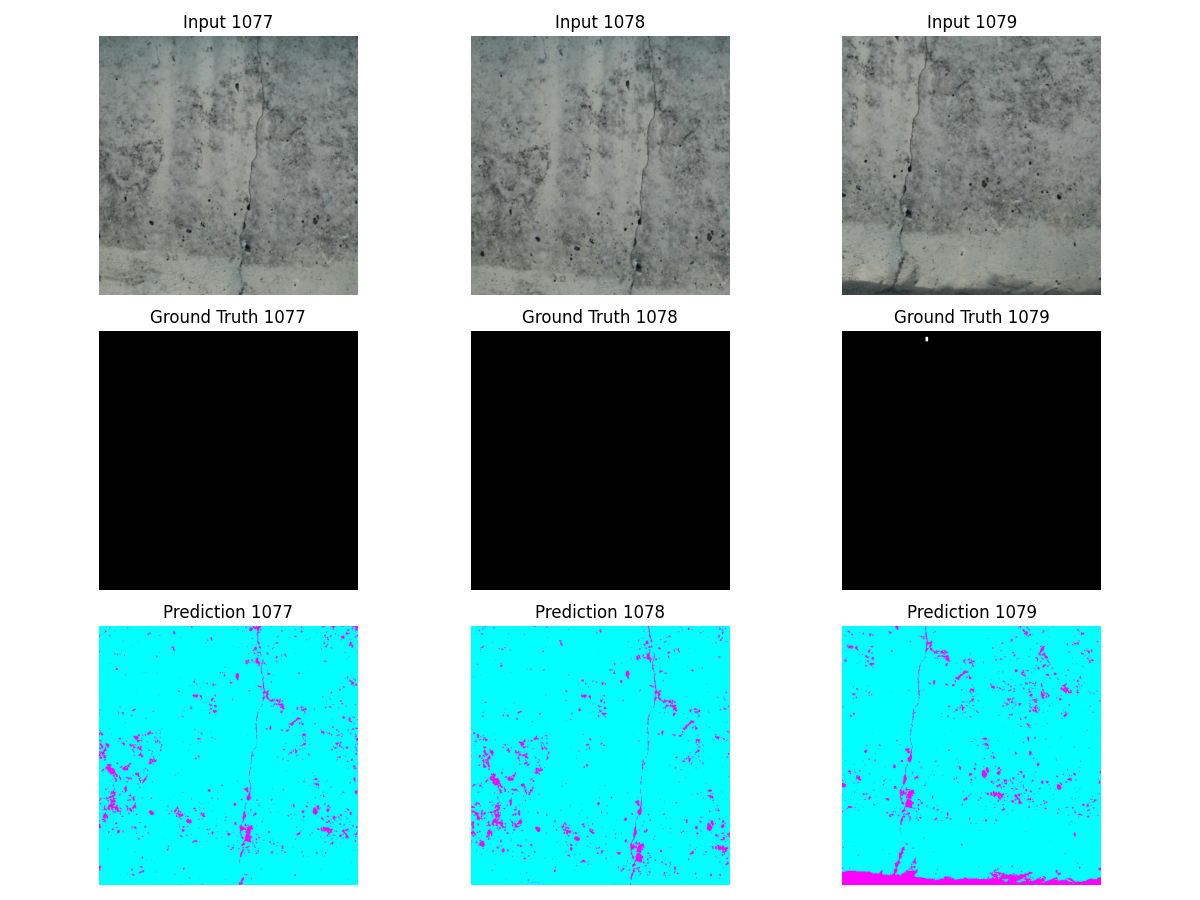 Input 1077
Input 1078
Input 1079
Ground Truth 1077
Ground Truth 1078
Ground Truth 1079
Prediction 1077
Prediction 1078
Prediction 1079